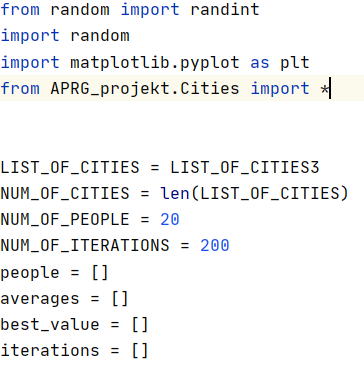 from random import randint
import random
import matplotlib.pyplot as plt
from APRG_projekt.Cities import *
LIST_OF_CITIES = LIST_OF_CITIES3
NUM_OF_CITIES = len(LIST_OF_CITIES)
NUM_OF_PEOPLE = 20
NUM_OF_ITERATIONS = 200
people = []
averages = []
best_value = []
iterations = []